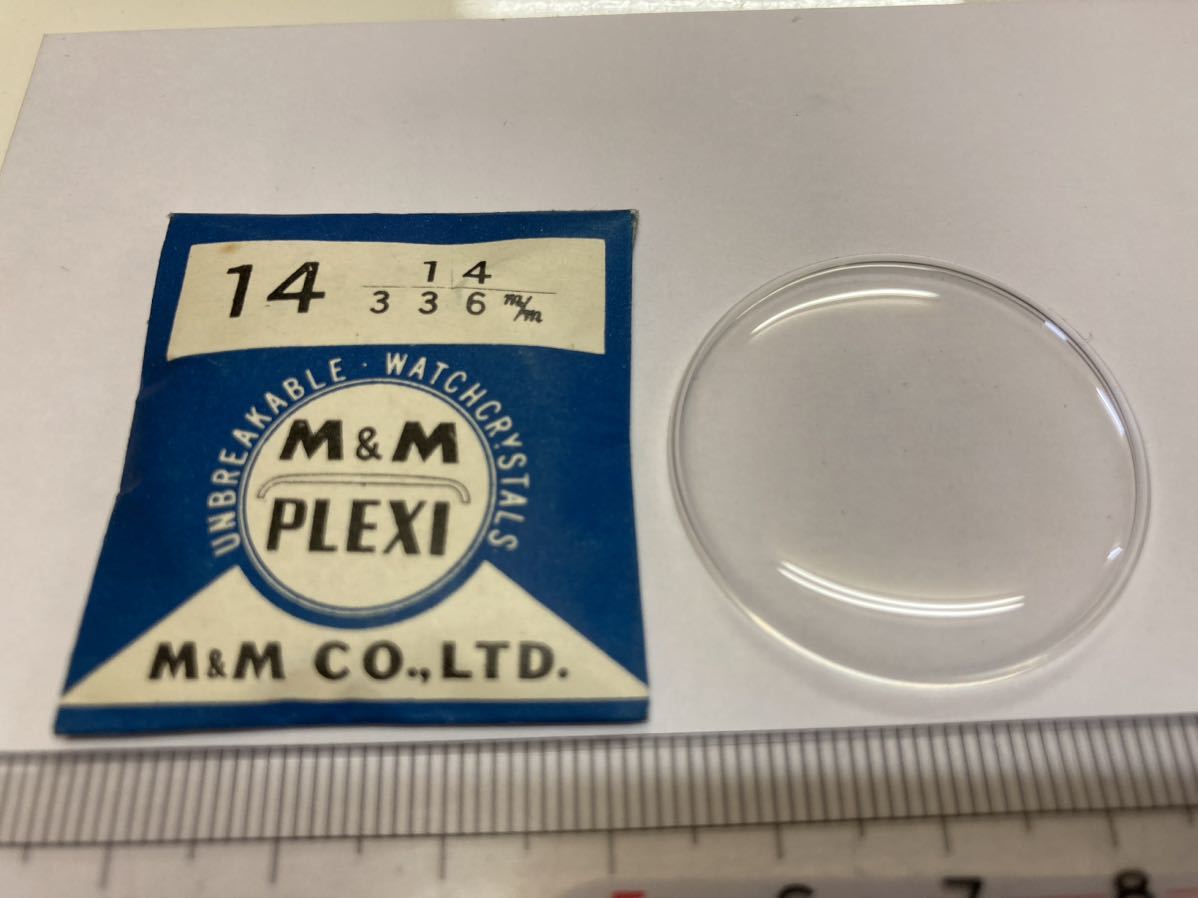 14 14
336 m/m
UNBREAKABLE · WATCHCRYSTALS
M&M
PLEXI
M&M CO.,LTD.
6 7 8